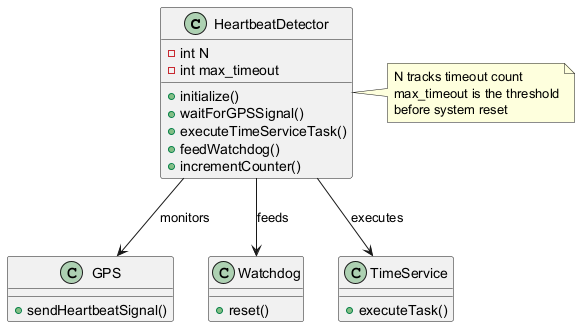 C HeartbeatDetector
int N
int max_timeout
initialize()
waitForGPSSignal()
executeTimeServiceTask()
feedWatchdog()
incrementCounter()
N tracks timeout count
max_timeout is the threshold
before system reset
monitors
feeds
executes
C GPS
sendHeartbeatSignal()
C Watchdog
reset()
C TimeService
executeTask()